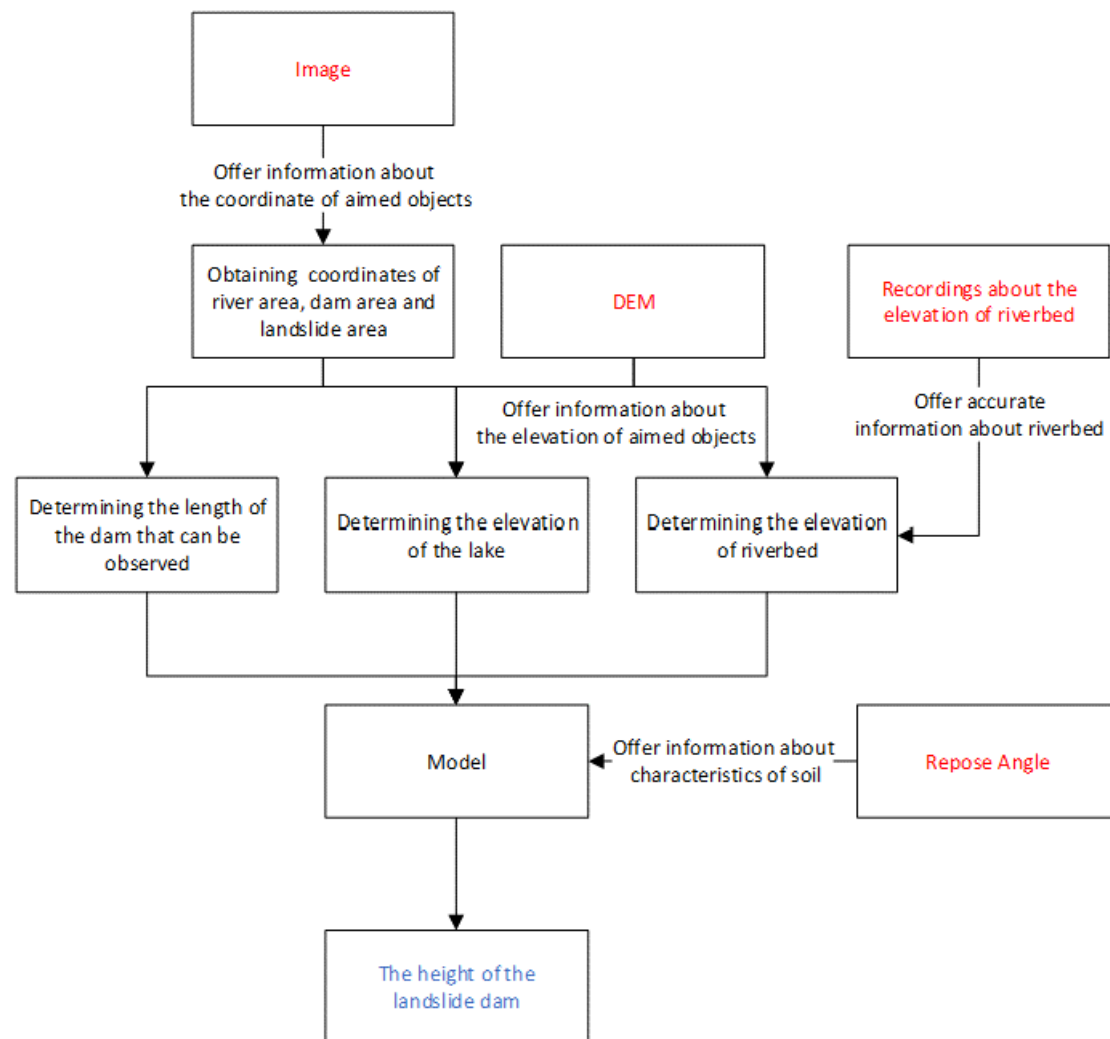 Image
Offer information about
the coordinate of aimed objects
Obtaining coordinates of
river area, dam area and
landslide area
DEM
Recordings about the
elevation of riverbed
Offer information about
the elevation of aimed objects
Offer accurate
information about riverbed
Determining the length of
the dam that can be
observed
Determining the elevation
of the lake
Determining the elevation
of riverbed
Model
Offer information about
characteristics of soil
Repose Angle
The height of the
landslide dam